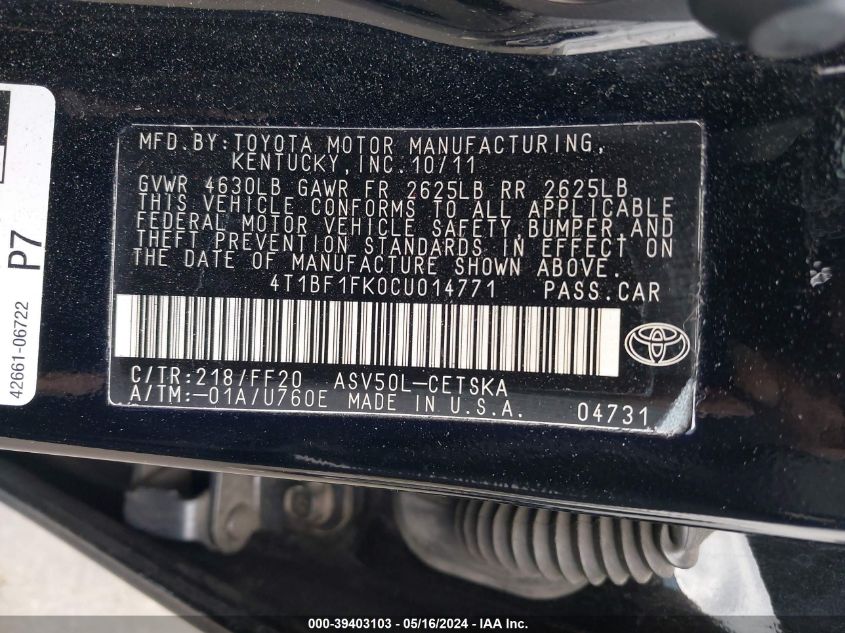 MFD.BY:TOYOTA MOTOR MANUFACTURING,
KENTUCKY,INC.10/11
GVWR 4630LB GAWR FR 2625LB RR 2625LB
THIS VEHICLE CONFORMS TO ALL APPLICABLE
FEDERAL MOTOR VEHICLE SAFETY,BUMPER,AND
THEFT PREVENTION STANDARDS IN EFFECT ON
THE DATE OF MANUFACTURE SHOWN ABOVE.
4T1BF1FK0CU014771 PASS.CAR
C/TR:218/FF20 ASV50L-CETSKA
A/TM:-01A/U760E MADE IN U.S.A. 04731
P7
42661-06722
000-39403103 - 05/16/2024 - IAA Inc.